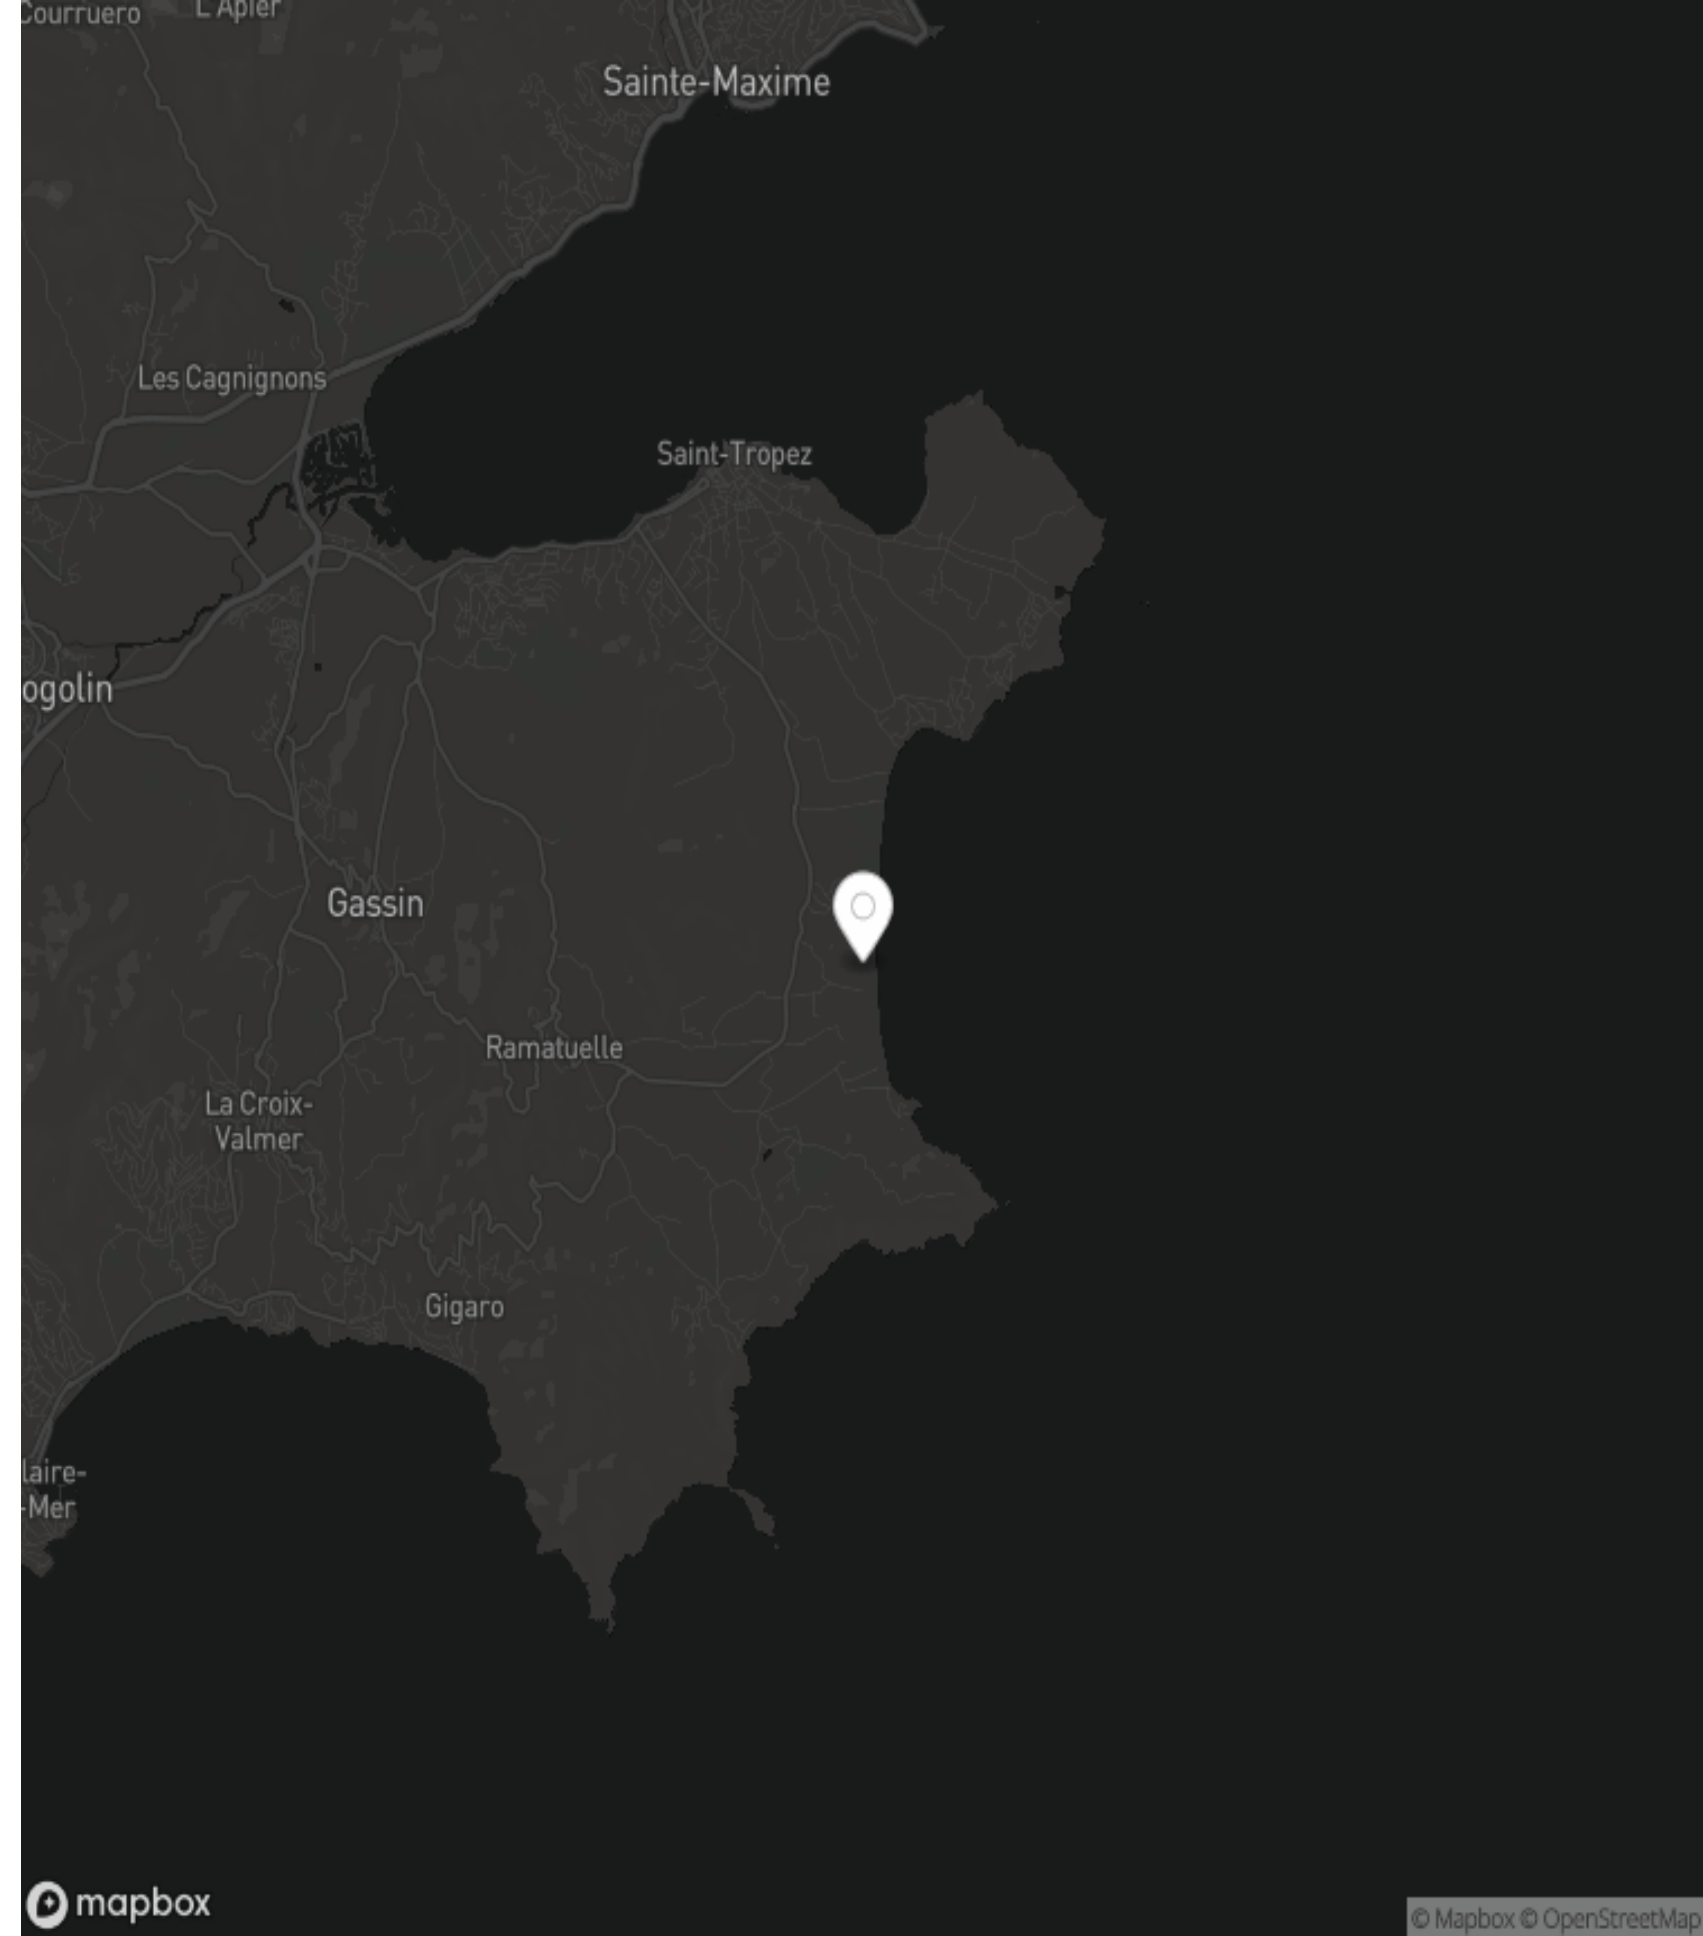 Courruero
L'Apier
Sainte-Maxime
Les Cagnignons
Saint-Tropez
ogolin
Gassin
Ramatuelle
La Croix-
Valmer
Gigaro
laire-
-Mer
mapbox
© Mapbox © OpenStreetMap